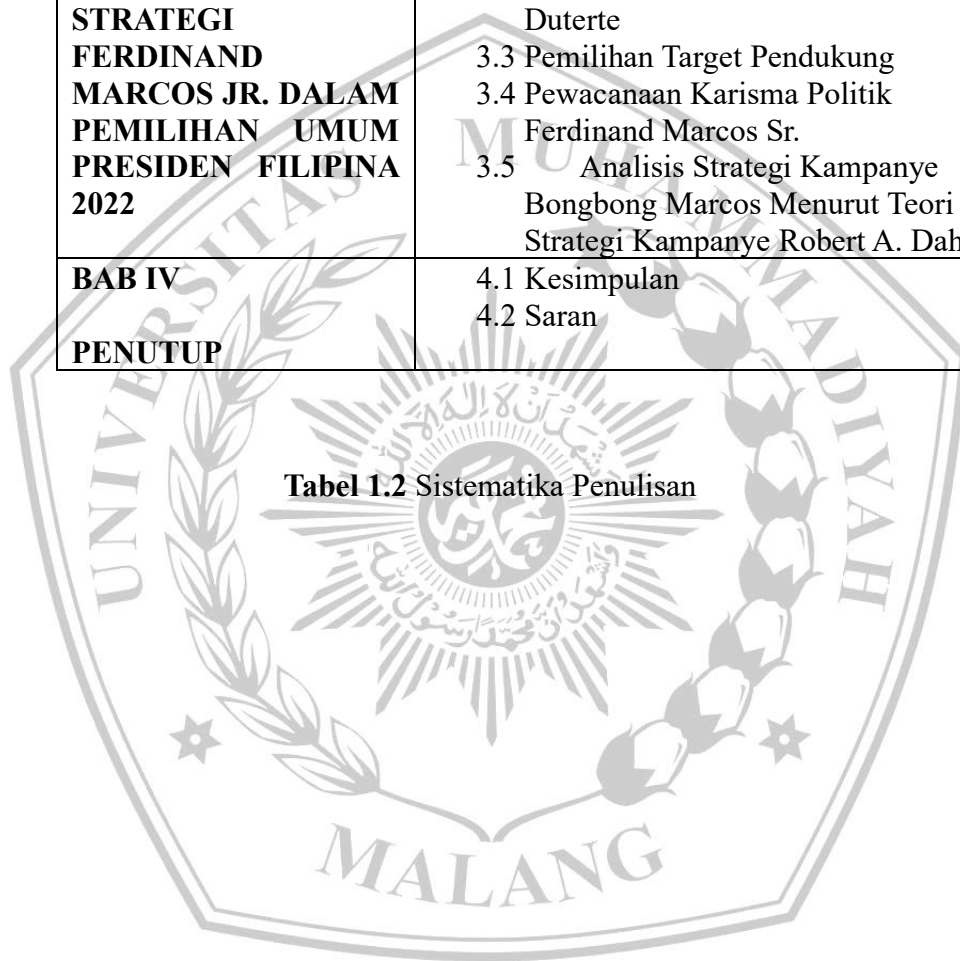 STRATEGI
FERDINAND
MARCOS JR. DALAM
PEMILIHAN UMUM
PRESIDEN FILIPINA
2022
Duterte
3.3 Pemilihan Target Pendukung
3.4 Pewacanaan Karisma Politik
Ferdinand Marcos Sr.
3.5 Analisis Strategi Kampanye
Bongbong Marcos Menurut Teori
Strategi Kampanye Robert A. Dah
BAB IV
PENUTUP
4.1 Kesimpulan
4.2 Saran
Tabel 1.2 Sistematika Penulisan
UNIVERSITAS MUHAMMADIYAH
MALANG